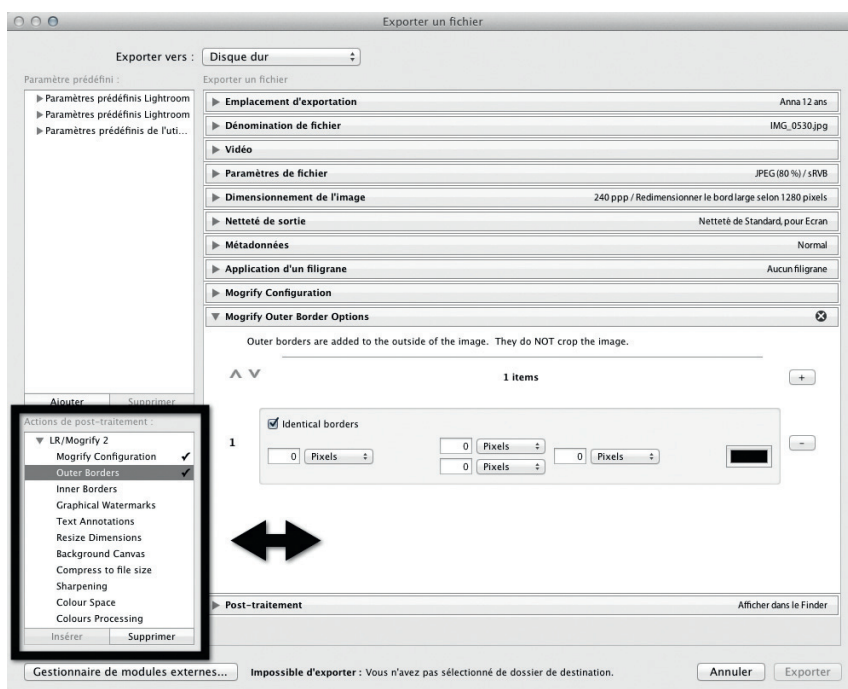 Exporter un fichier
Exporter vers : Disque dur
Paramètre prédéfini :
Exporter un fichier
Paramètres prédéfinis Lightroom
Paramètres prédéfinis Lightroom
Paramètres prédéfinis de l'uti...
Emplacement d'exportation Anna 12 ans
Dénomination de fichier IMG_0530.jpg
Vidéo
Paramètres de fichier JPEG (80 %) / sRVB
Dimensionnement de l'image 240 ppp / Redimensionner le bord large selon 1280 pixels
Netteté de sortie Netteté de Standard, pour Ecran
Métadonnées Normal
Application d'un filigrane Aucun filigrane
Mogrify Configuration
Mogrify Outer Border Options
Outer borders are added to the outside of the image. They do NOT crop the image.
1 items
+
Identical borders
1
0 Pixels
0 Pixels
0 Pixels
0 Pixels
-
Ajouter Supprimer
Actions de post-traitement :
LR/Mogrify 2
Mogrify Configuration ✔
Outer Borders ✔
Inner Borders
Graphical Watermarks
Text Annotations
Resize Dimensions
Background Canvas
Compress to file size
Sharpening
Colour Space
Colours Processing
Insérer Supprimer
Post-traitement Afficher dans le Finder
Gestionnaire de modules externes... Impossible d'exporter : Vous n'avez pas sélectionné de dossier de destination. Annuler Exporter